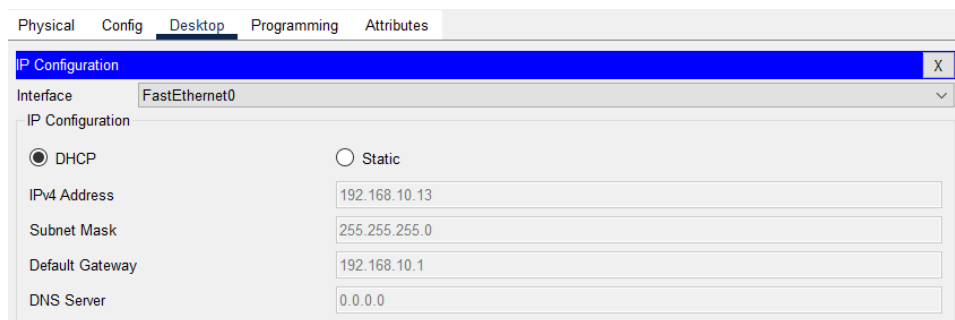 Physical Config Desktop Programming Attributes
IP Configuration X
Interface FastEthernet0
IP Configuration
DHCP Static
IPv4 Address 192.168.10.13
Subnet Mask 255.255.255.0
Default Gateway 192.168.10.1
DNS Server 0.0.0.0